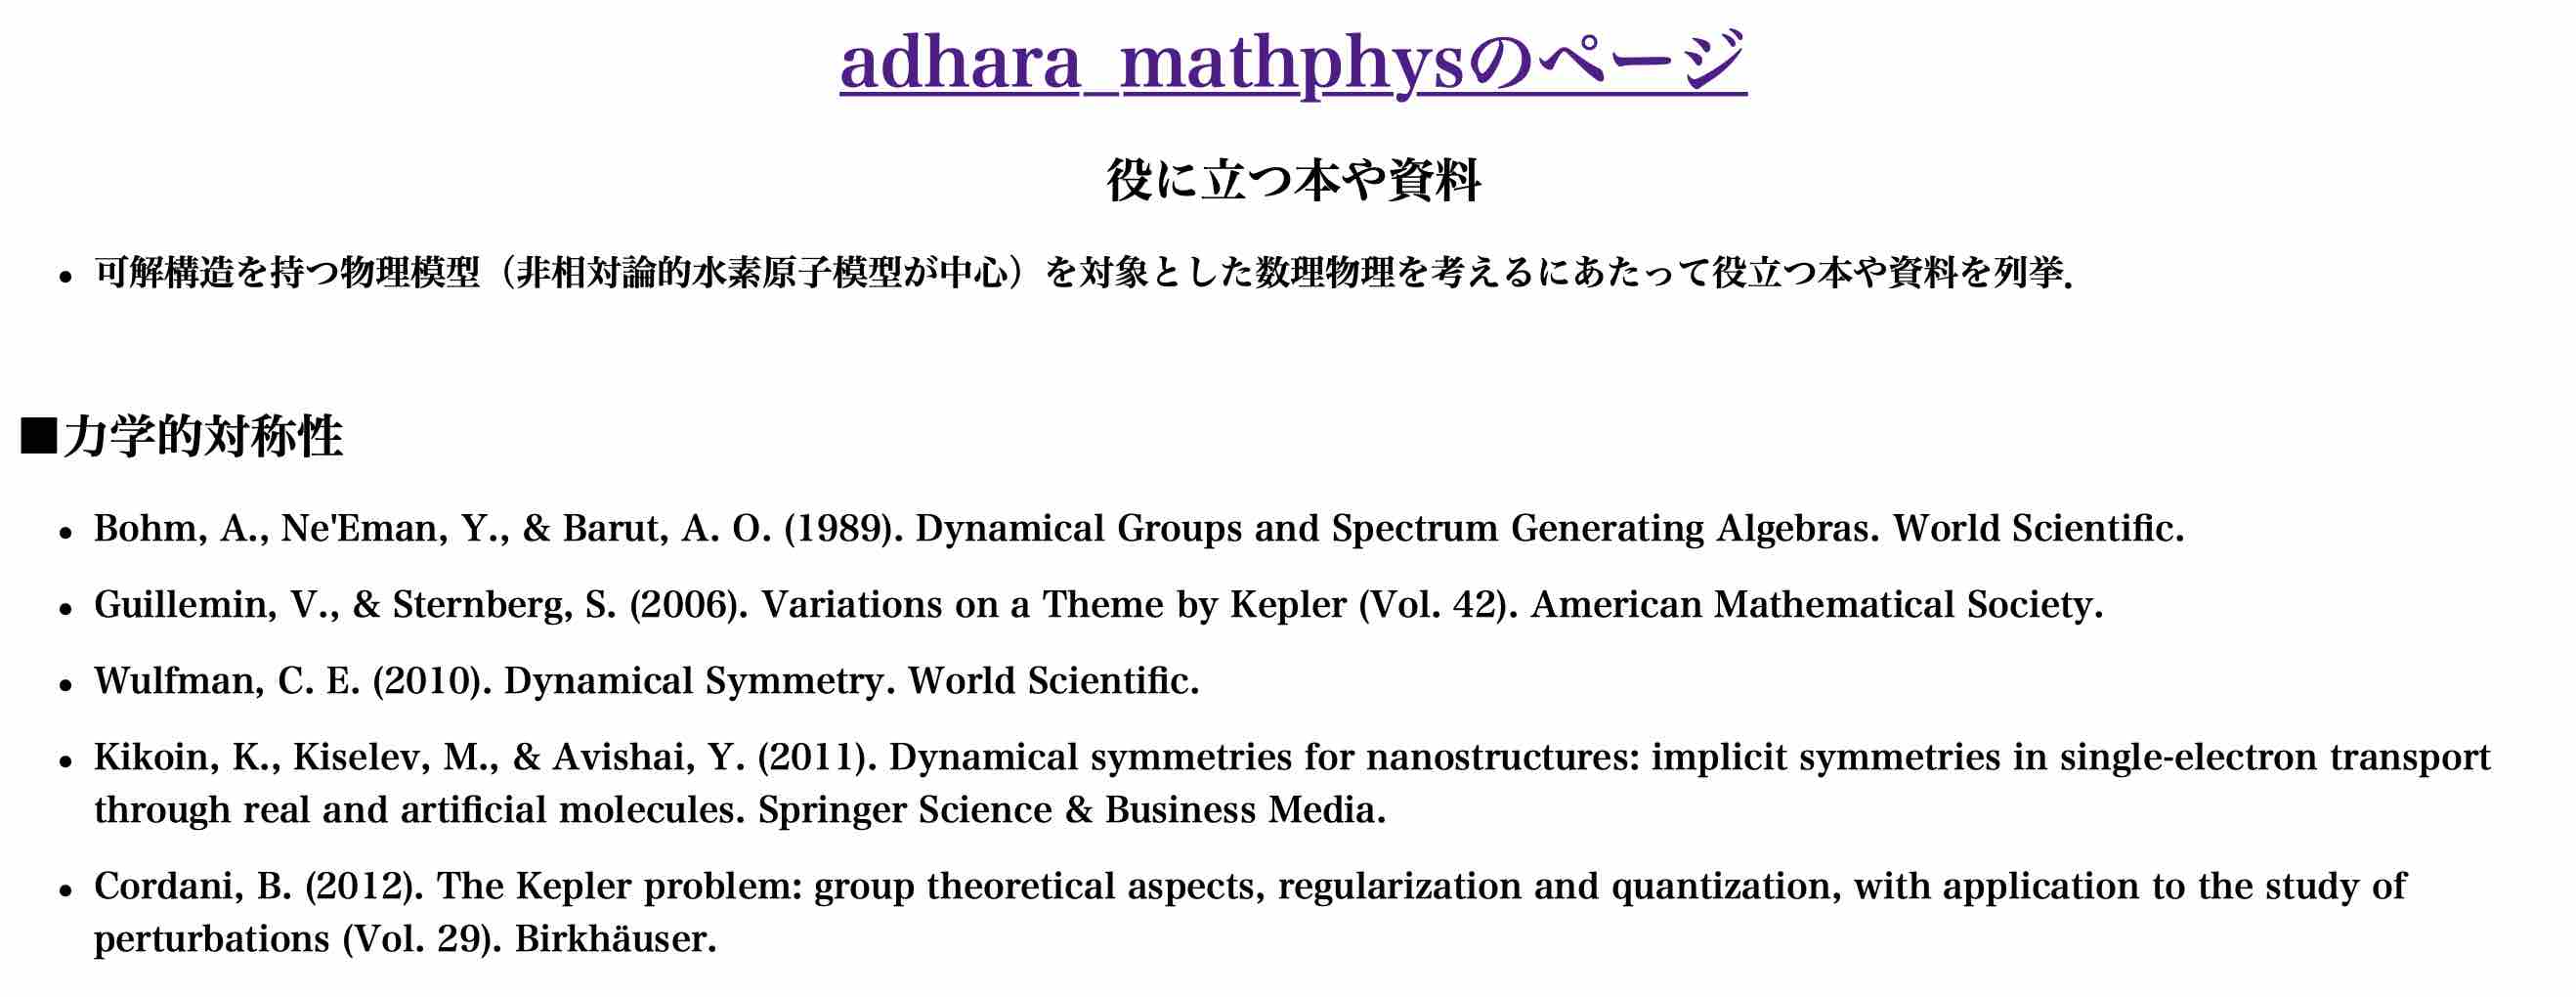 adhara_mathphysのページ
役に立つ本や資料
• 可解構造を持つ物理模型（非相対論的水素原子模型が中心）を対象とした数理物理を考えるにあたって役立つ本や資料を列挙．
■力学的対称性
• Bohm, A., Ne'Eman, Y., & Barut, A. O. (1989). Dynamical Groups and Spectrum Generating Algebras. World Scientific.
• Guillemin, V., & Sternberg, S. (2006). Variations on a Theme by Kepler (Vol. 42). American Mathematical Society.
• Wulfman, C. E. (2010). Dynamical Symmetry. World Scientific.
• Kikoin, K., Kiselev, M., & Avishai, Y. (2011). Dynamical symmetries for nanostructures: implicit symmetries in single-electron transport
through real and artificial molecules. Springer Science & Business Media.
• Cordani, B. (2012). The Kepler problem: group theoretical aspects, regularization and quantization, with application to the study of
perturbations (Vol. 29). Birkhäuser.